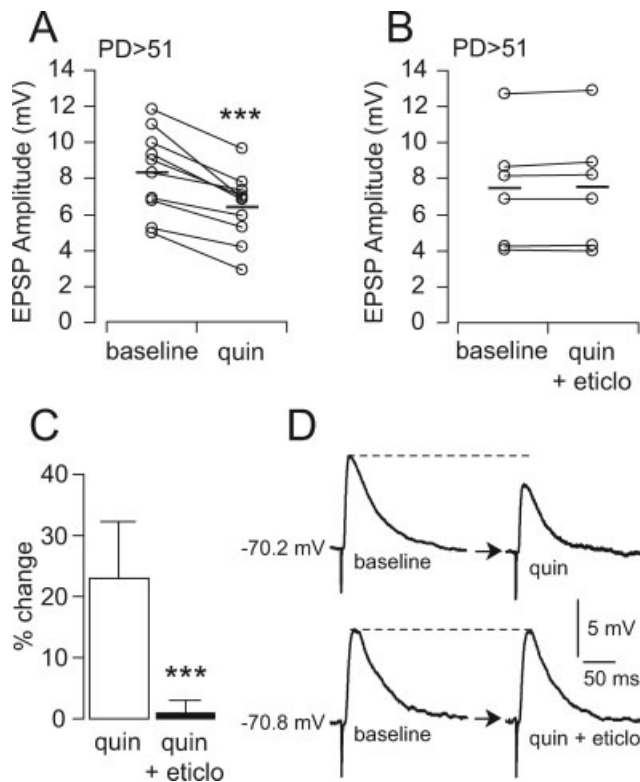 A
PD>51
EPSP Amplitude (mV)
14
12
10
8
6
4
2
0
***
baseline
quin
B
PD>51
EPSP Amplitude (mV)
14
12
10
8
6
4
2
0
baseline
quin
+ eticlo
C
% change
40
30
20
10
0
***
quin
quin
+ eticlo
D
-70.2 mV
baseline
quin
5 mV
50 ms
-70.8 mV
baseline
quin + eticlo